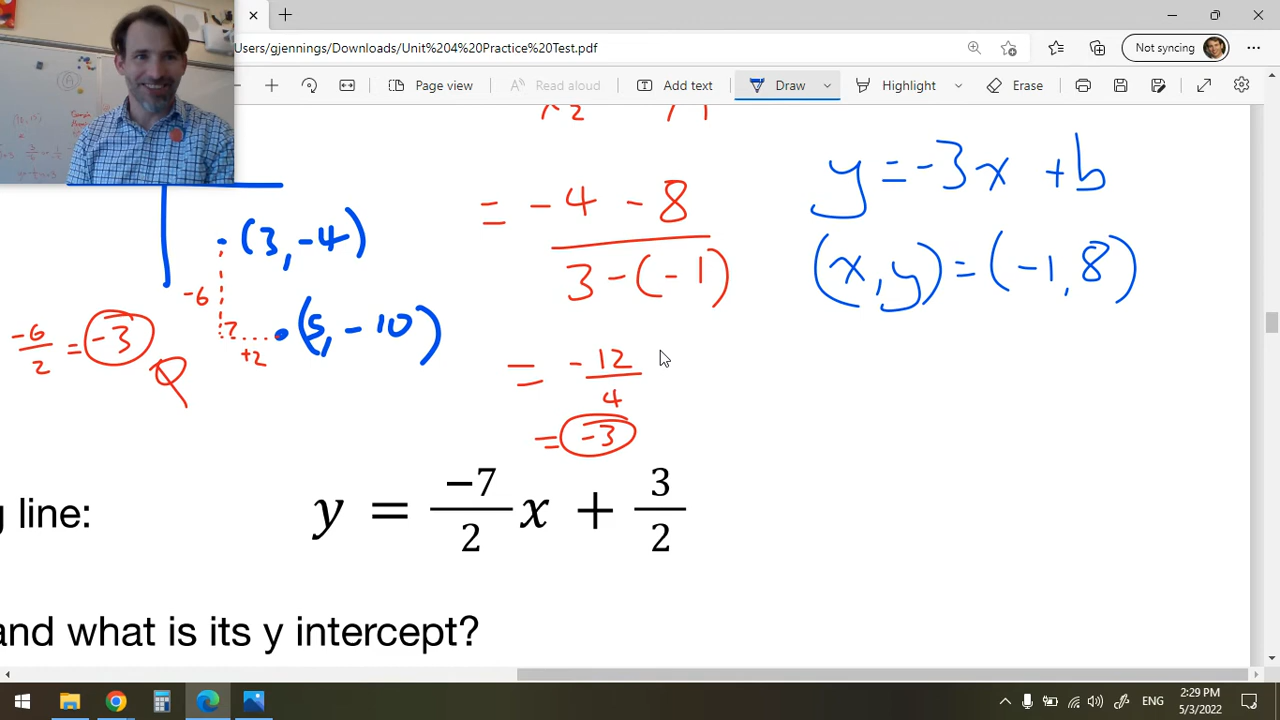 Users/gjennings/Downloads/Unit%204%20Practice%20Test.pdf
Not syncing
Page view
Read aloud
Add text
Draw
Highlight
Erase
y = -3x + b
= -4 - 8
3 - (-1)
(x, y) = (-1, 8)
(3, -4)
-6
(5, -10)
+2
-6/2 = -3
= -12/4
= -3
g line: y = -7/2 x + 3/2
and what is its y intercept?
ENG
2:29 PM
5/3/2022